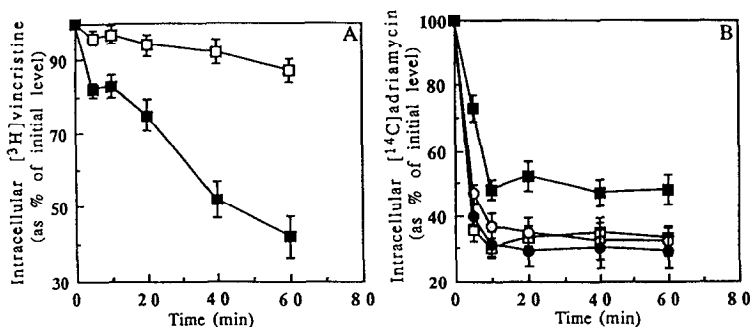 A
Intracellular [³H]vincristine
(as % of initial level)
90
70
50
30
0 20 40 60 80
Time (min)
B
Intracellular [¹⁴C]adriamycin
(as % of initial level)
100
80
60
40
20
0 20 40 60 80
Time (min)